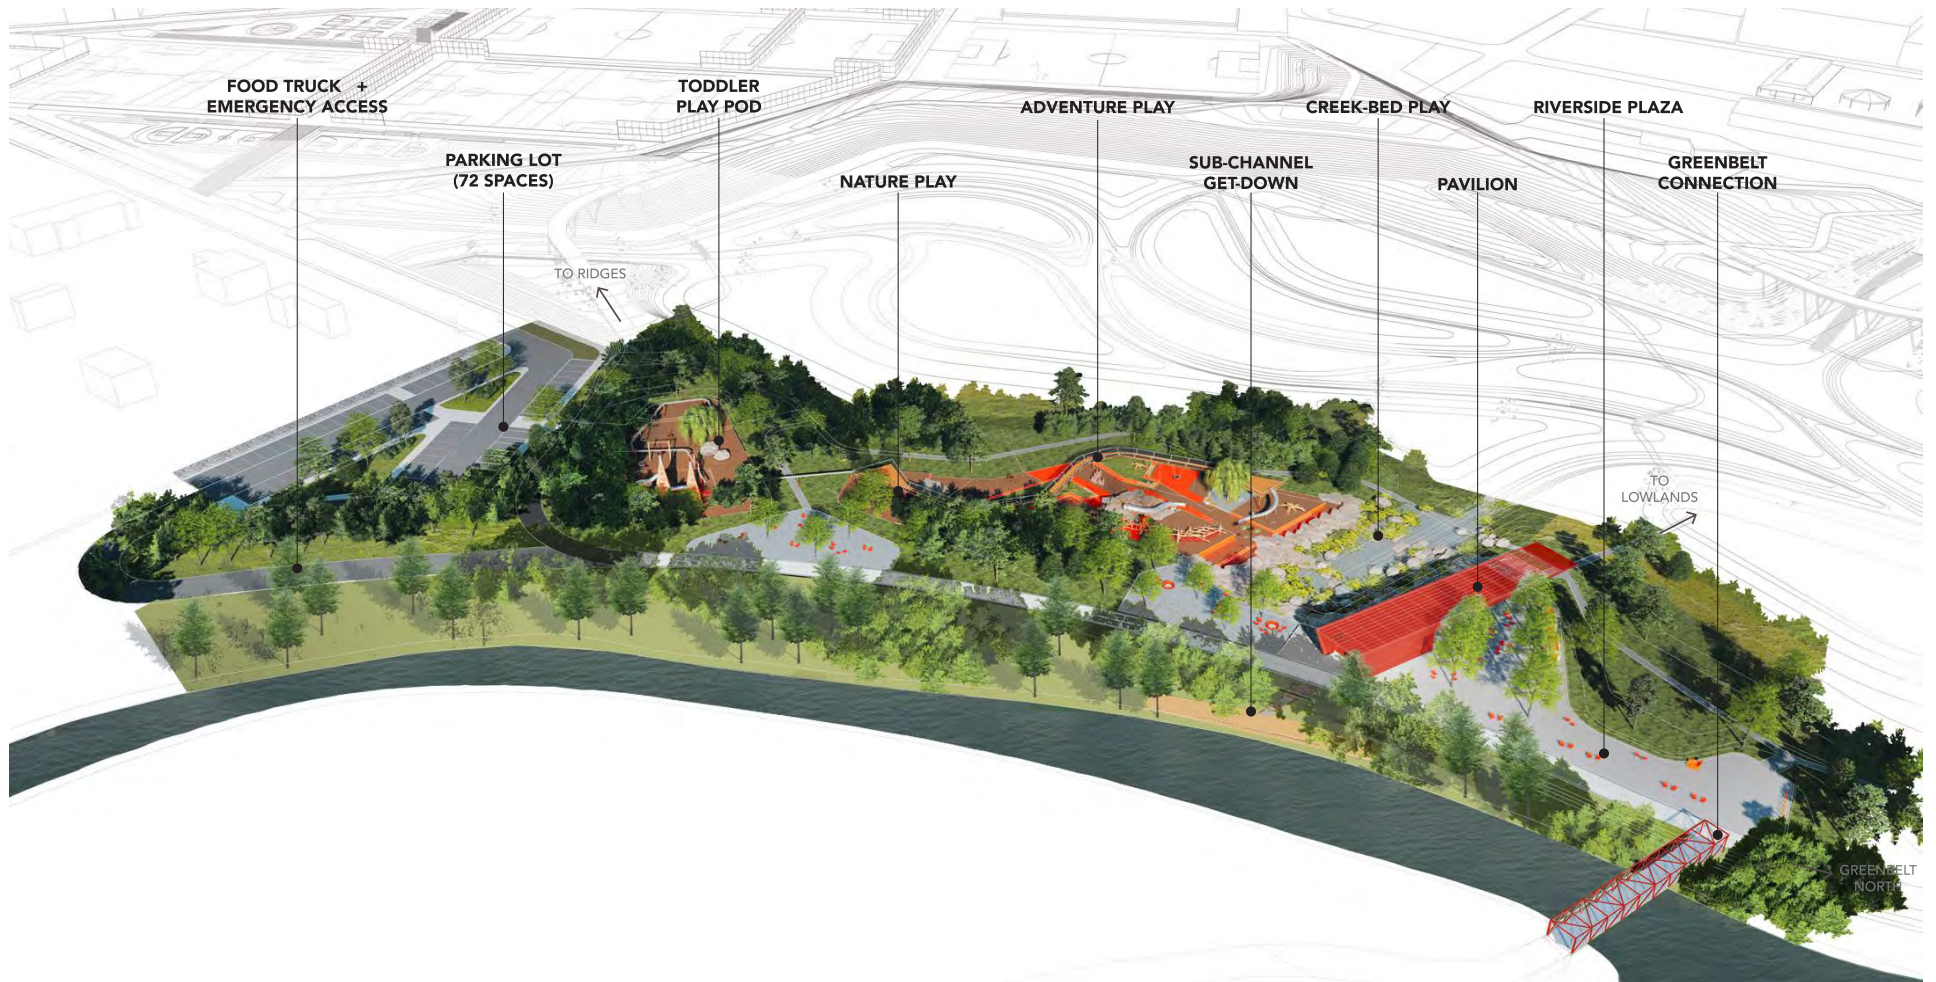 FOOD TRUCK +
EMERGENCY ACCESS
TODDLER
PLAY POD
ADVENTURE PLAY
CREEK-BED PLAY
RIVERSIDE PLAZA
PARKING LOT
(72 SPACES)
NATURE PLAY
SUB-CHANNEL
GET-DOWN
PAVILION
GREENBELT
CONNECTION
TO RIDGES
TO
LOWLANDS
GREENBELT
NORTH